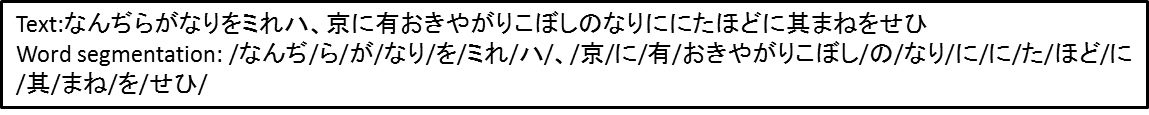 Text:なんぢらがなりをミれハ、京に有おきやがりこぼしのなりににたほどに其まねをせひ
Word segmentation: /なんぢ/ら/が/なり/を/ミれ/ハ/、/京/に/有/おきやがりこぼし/の/なり/に/に/た/ほど/に
/其/まね/を/せひ/